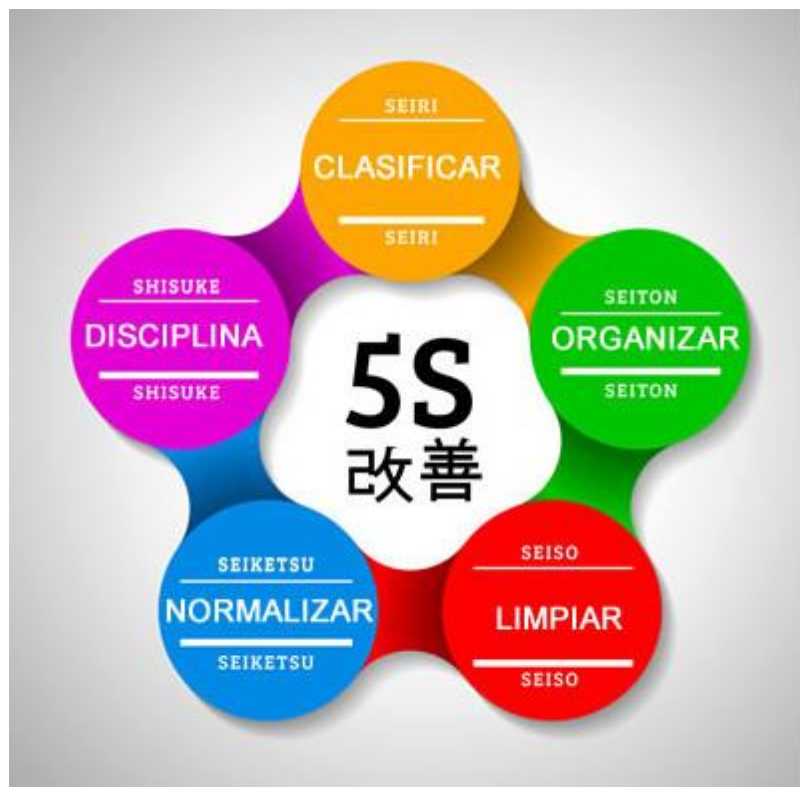 SEIRI
CLASIFICAR
SEIRI
SEITON
ORGANIZAR
SEITON
SEISO
LIMPIAR
SEISO
SEIKETSU
NORMALIZAR
SEIKETSU
SHISUKE
DISCIPLINA
SHISUKE
5S
改善